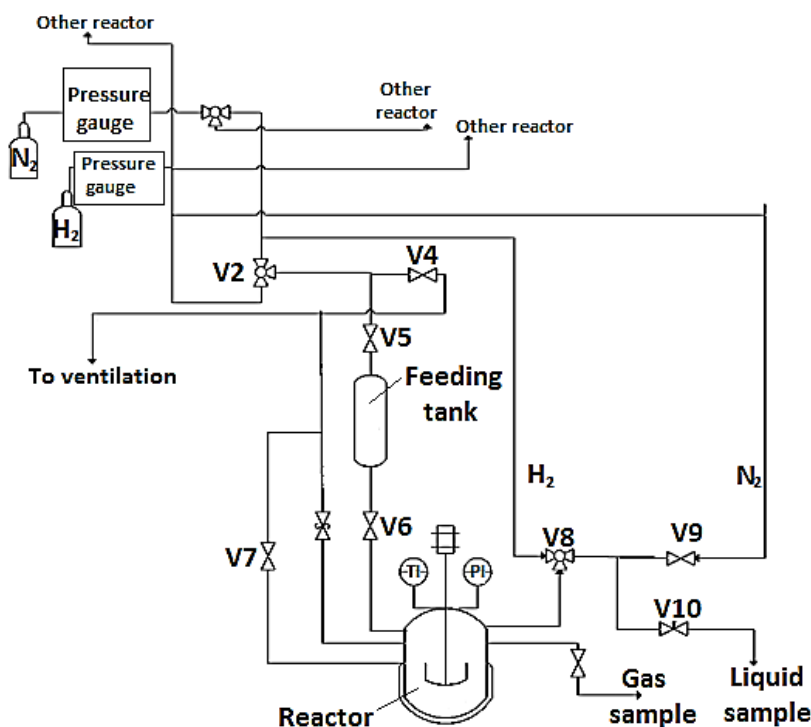 Other reactor
Pressure
gauge
N₂
Other
reactor
Other reactor
Pressure
gauge
H₂
V2
V4
V5
To ventilation
Feeding
tank
H₂
N₂
V6
V7
V8
V9
TI
PI
V10
Reactor
Gas
sample
Liquid
sample